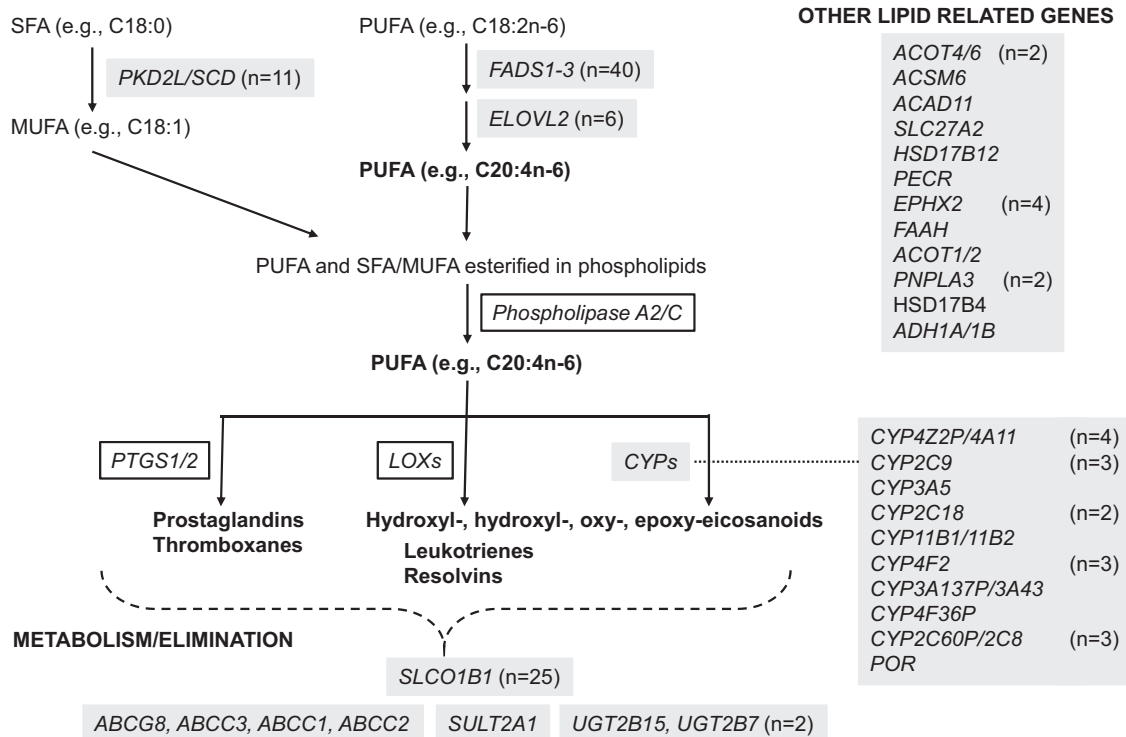 SFA (e.g., C18:0)
PKD2L/SCD (n=11)
MUFA (e.g., C18:1)
PUFA (e.g., C18:2n-6)
FADS1-3 (n=40)
ELOVL2 (n=6)
PUFA (e.g., C20:4n-6)
PUFA and SFA/MUFA esterified in phospholipids
Phospholipase A2/C
PUFA (e.g., C20:4n-6)
PTGS1/2
LOXs
CYPs
Prostaglandins
Thromboxanes
Hydroxyl-, hydroxyl-, oxy-, epoxy-eicosanoids
Leukotrienes
Resolvins
METABOLISM/ELIMINATION
SLCO1B1 (n=25)
ABCG8, ABCC3, ABCC1, ABCC2
SULT2A1
UGT2B15, UGT2B7 (n=2)
OTHER LIPID RELATED GENES
ACOT4/6 (n=2)
ACSM6
ACAD11
SLC27A2
HSD17B12
PECR
EPHX2 (n=4)
FAAH
ACOT1/2
PNPLA3 (n=2)
HSD17B4
ADH1A/1B
CYP4Z2P/4A11 (n=4)
CYP2C9 (n=3)
CYP3A5
CYP2C18 (n=2)
CYP11B1/11B2
CYP4F2 (n=3)
CYP3A137P/3A43
CYP4F36P
CYP2C60P/2C8 (n=3)
POR